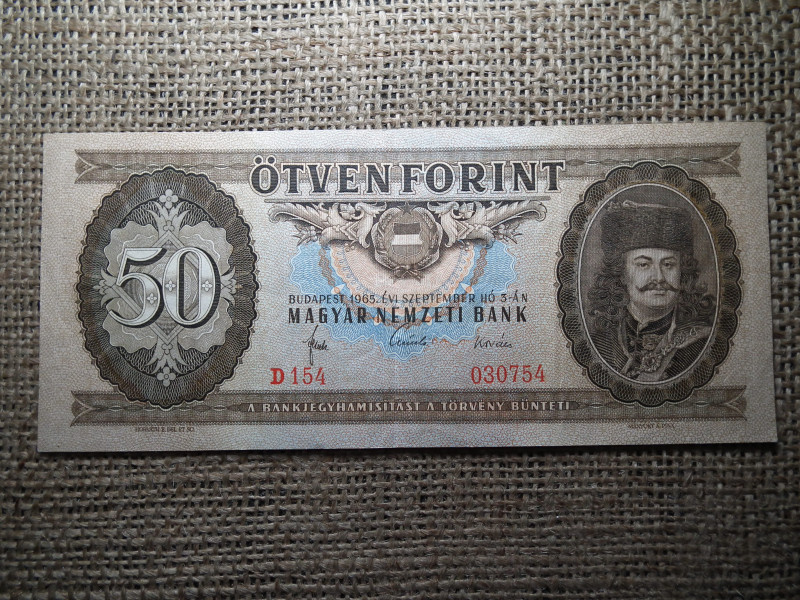 ÖTVEN FORINT
50
BUDAPEST, 1965. ÉVI SZEPTEMBER HÓ 3-ÁN
MAGYAR NEMZETI BANK
D 154 030754
A BANKJEGYHAMISÍTÁST A TÖRVÉNY BÜNTETI